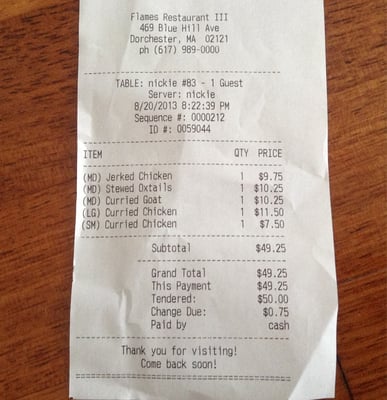 Flames Restaurant III
469 Blue Hill Ave
Dorchester, MA 02121
ph (617) 989-0000
TABLE: nickie #83 - 1 Guest
Server: nickie
8/20/2013 8:22:39 PM
Sequence #: 0000212
ID #: 0059044
ITEM QTY PRICE
(MD) Jerked Chicken 1 $9.75
(MD) Stewed Oxtails 1 $10.25
(MD) Curried Goat 1 $10.25
(LG) Curried Chicken 1 $11.50
(SM) Curried Chicken 1 $7.50
Subtotal $49.25
Grand Total $49.25
This Payment $49.25
Tendered: $50.00
Change Due: $0.75
Paid by cash
Thank you for visiting!
Come back soon!